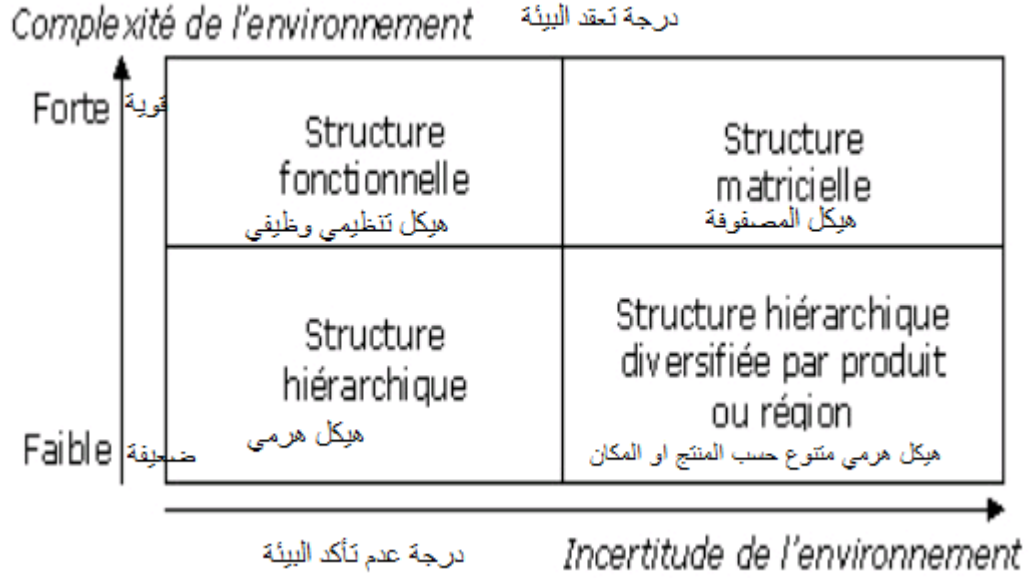 Complexité de l'environnement درجة تعقد البيئة
Forte قوية
Structure
fonctionnelle
هيكل تنظيمي وظيفي
Structure
matricielle
هيكل المصفوفة
Structure
hiérarchique
هيكل هرمي
Structure hiérarchique
diversifiée par produit
ou région
هيكل هرمي متنوع حسب المنتج او المكان
Faible ضعيفة
درجة عدم تأكد البيئة Incertitude de l'environnement